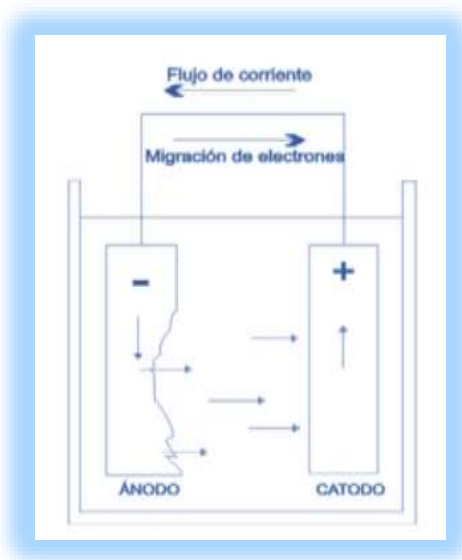 Flujo de corriente
Migración de electrones
-
+
ÁNODO
CATODO